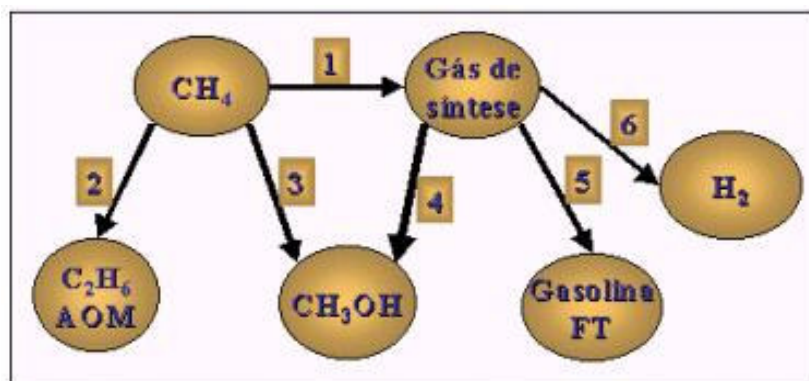 CH₄
1
Gás de
síntese
6
H₂
2
3
4
5
C₂H₆
AOM
CH₃OH
Gasolina
FT